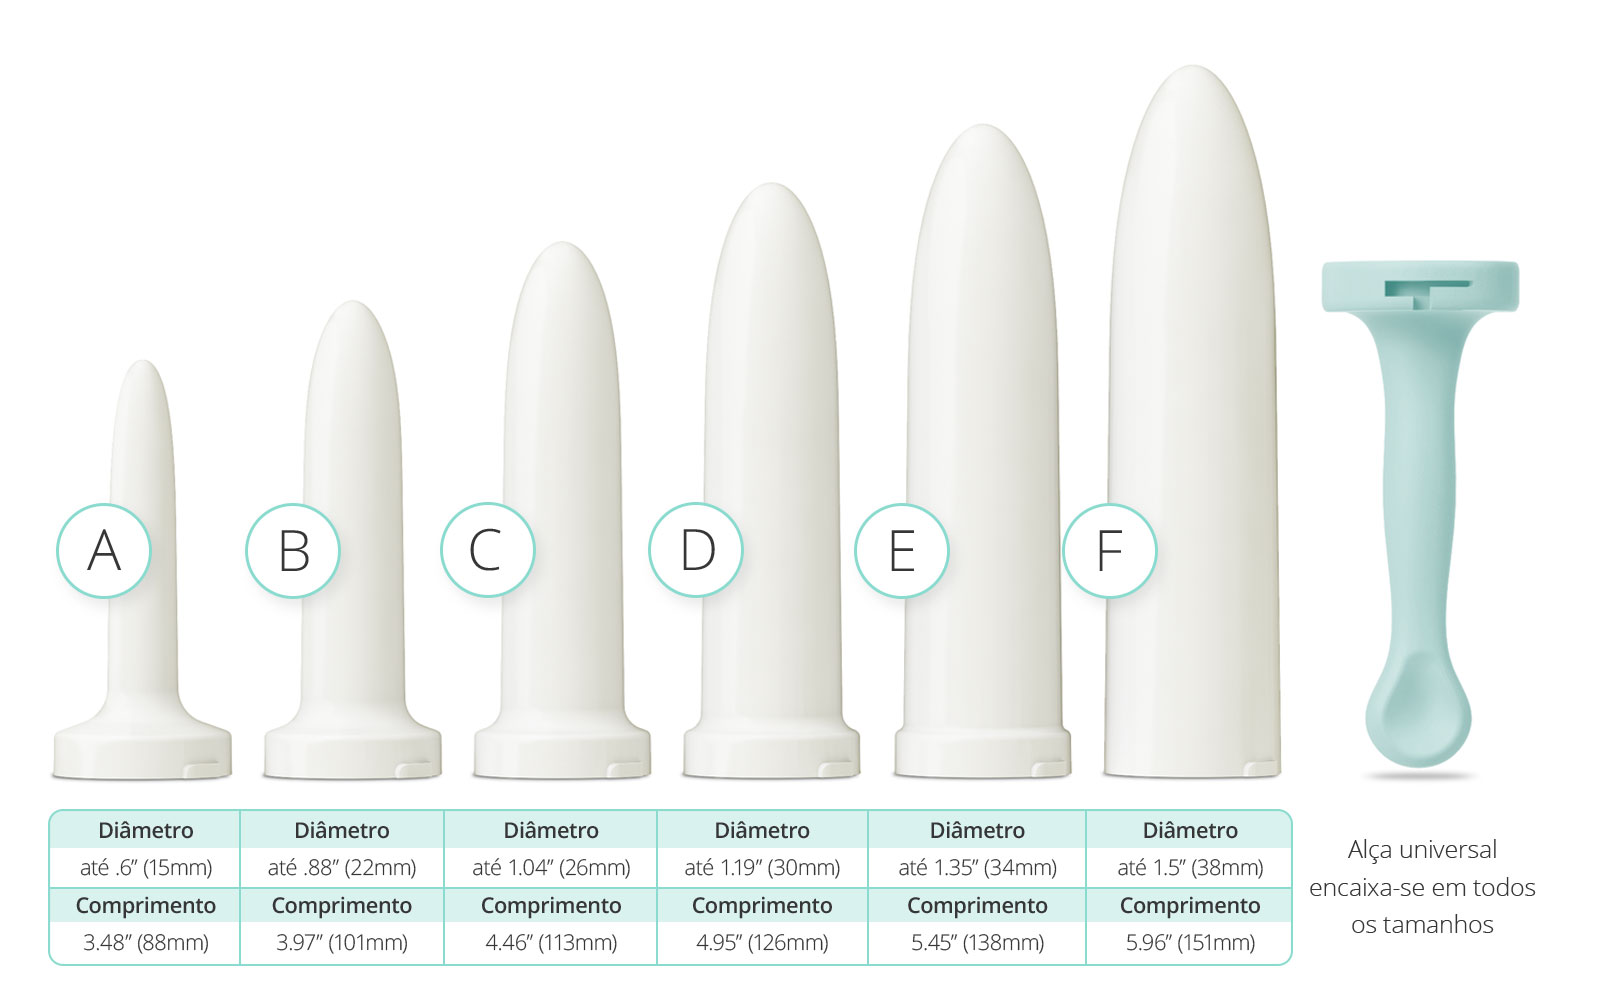 A
B
C
D
E
F
Diâmetro
Diâmetro
Diâmetro
Diâmetro
Diâmetro
Diâmetro
até .6” (15mm)
até .88” (22mm)
até 1.04” (26mm)
até 1.19” (30mm)
até 1.35” (34mm)
até 1.5” (38mm)
Comprimento
Comprimento
Comprimento
Comprimento
Comprimento
Comprimento
3.48” (88mm)
3.97” (101mm)
4.46” (113mm)
4.95” (126mm)
5.45” (138mm)
5.96” (151mm)
Alça universal
encaixa-se em todos
os tamanhos